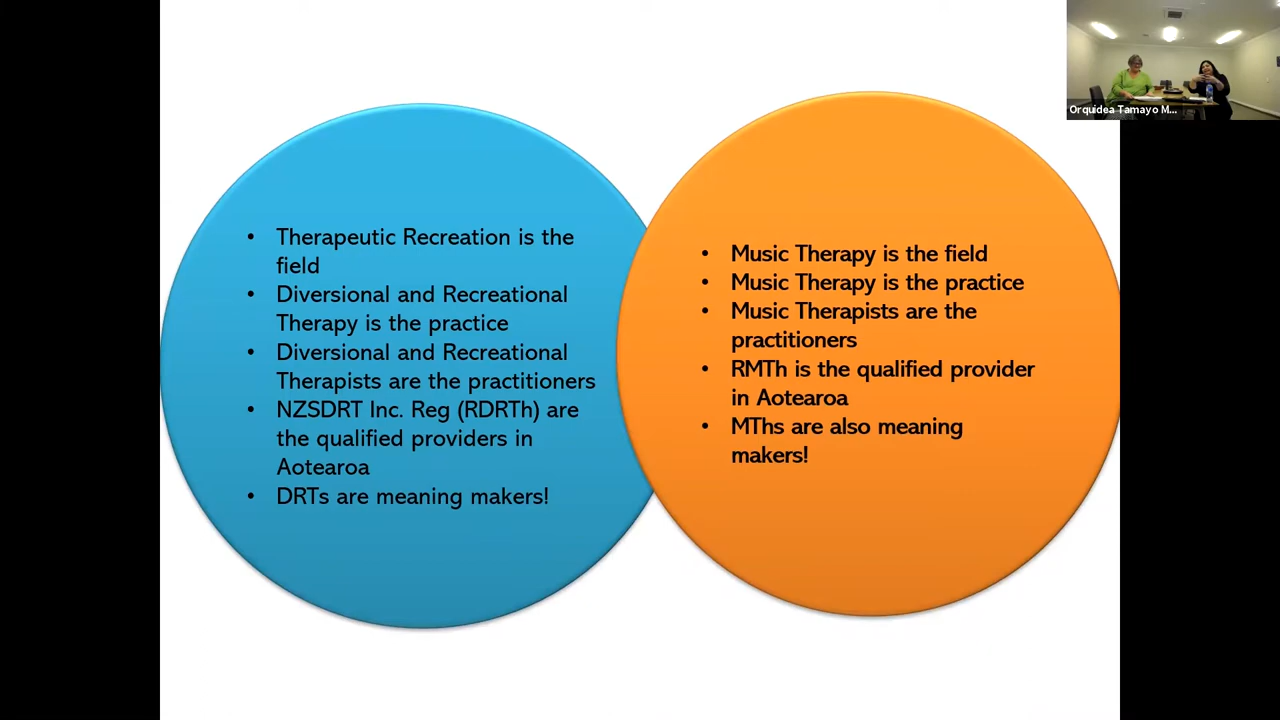 • Therapeutic Recreation is the
field
• Diversional and Recreational
Therapy is the practice
• Diversional and Recreational
Therapists are the practitioners
• NZSDRT Inc. Reg (RDRTh) are
the qualified providers in
Aotearoa
• DRTs are meaning makers!
• Music Therapy is the field
• Music Therapy is the practice
• Music Therapists are the
practitioners
• RMTh is the qualified provider
in Aotearoa
• MThs are also meaning
makers!
Orquidea Tamayo M...